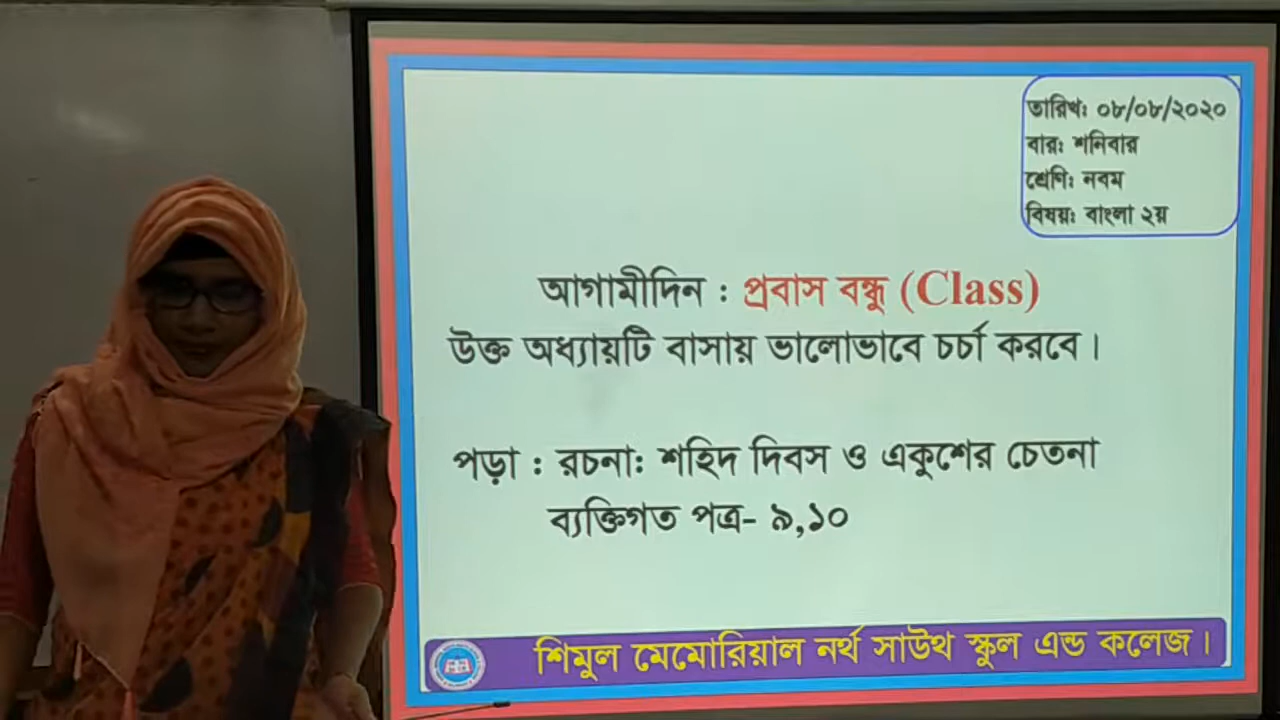 তারিখ: ০৮/০৮/২০২০
বার: শনিবার
শ্রেণি: নবম
বিষয়: বাংলা ২য়
আগামীদিন : প্রবাস বন্ধু (Class)
উক্ত অধ্যায়টি বাসায় ভালোভাবে চর্চা করবে।
পড়া : রচনা: শহিদ দিবস ও একুশের চেতনা
ব্যক্তিগত পত্র- ৯,১০
শিমুল মেমোরিয়াল নর্থ সাউথ স্কুল এন্ড কলেজ।